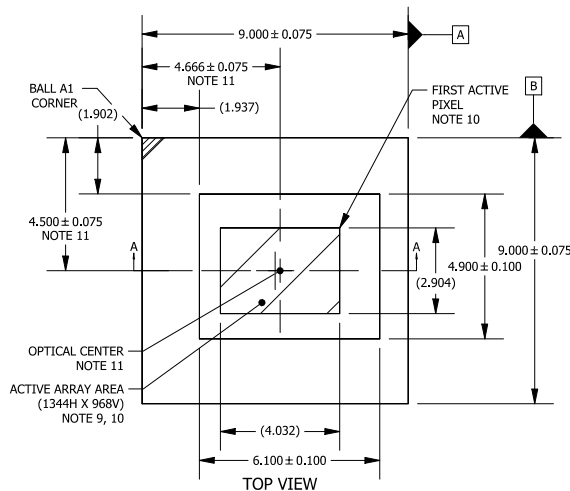 9.000 ± 0.075
A
4.666 ± 0.075
NOTE 11
BALL A1
CORNER
(1.902)
(1.937)
FIRST ACTIVE
PIXEL
NOTE 10
B
4.500 ± 0.075
NOTE 11
A
A
(2.904)
4.900 ± 0.100
9.000 ± 0.075
OPTICAL CENTER
NOTE 11
ACTIVE ARRAY AREA
(1344H X 968V)
NOTE 9, 10
(4.032)
6.100 ± 0.100
TOP VIEW